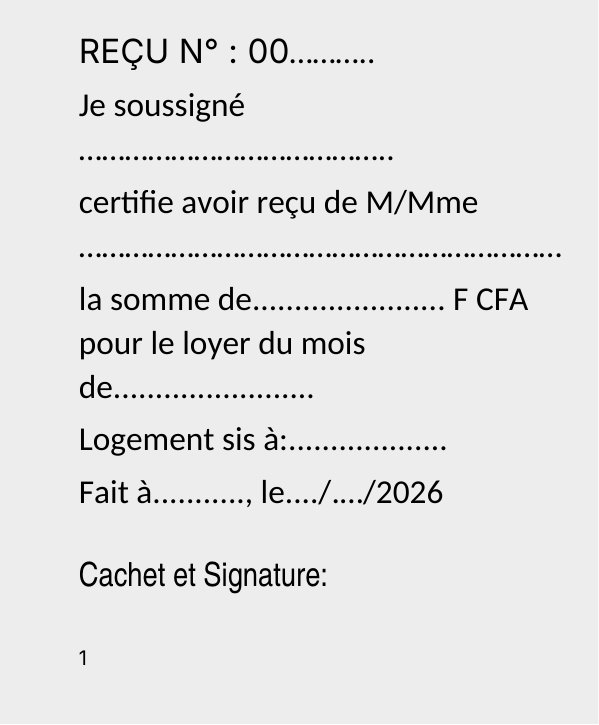 REÇU N° : 00………..
Je soussigné
…………………………………..
certifie avoir reçu de M/Mme
………………………………………………………
la somme de....................... F CFA
pour le loyer du mois
de........................
Logement sis à:...................
Fait à..........., le..../..../2026
Cachet et Signature:
1